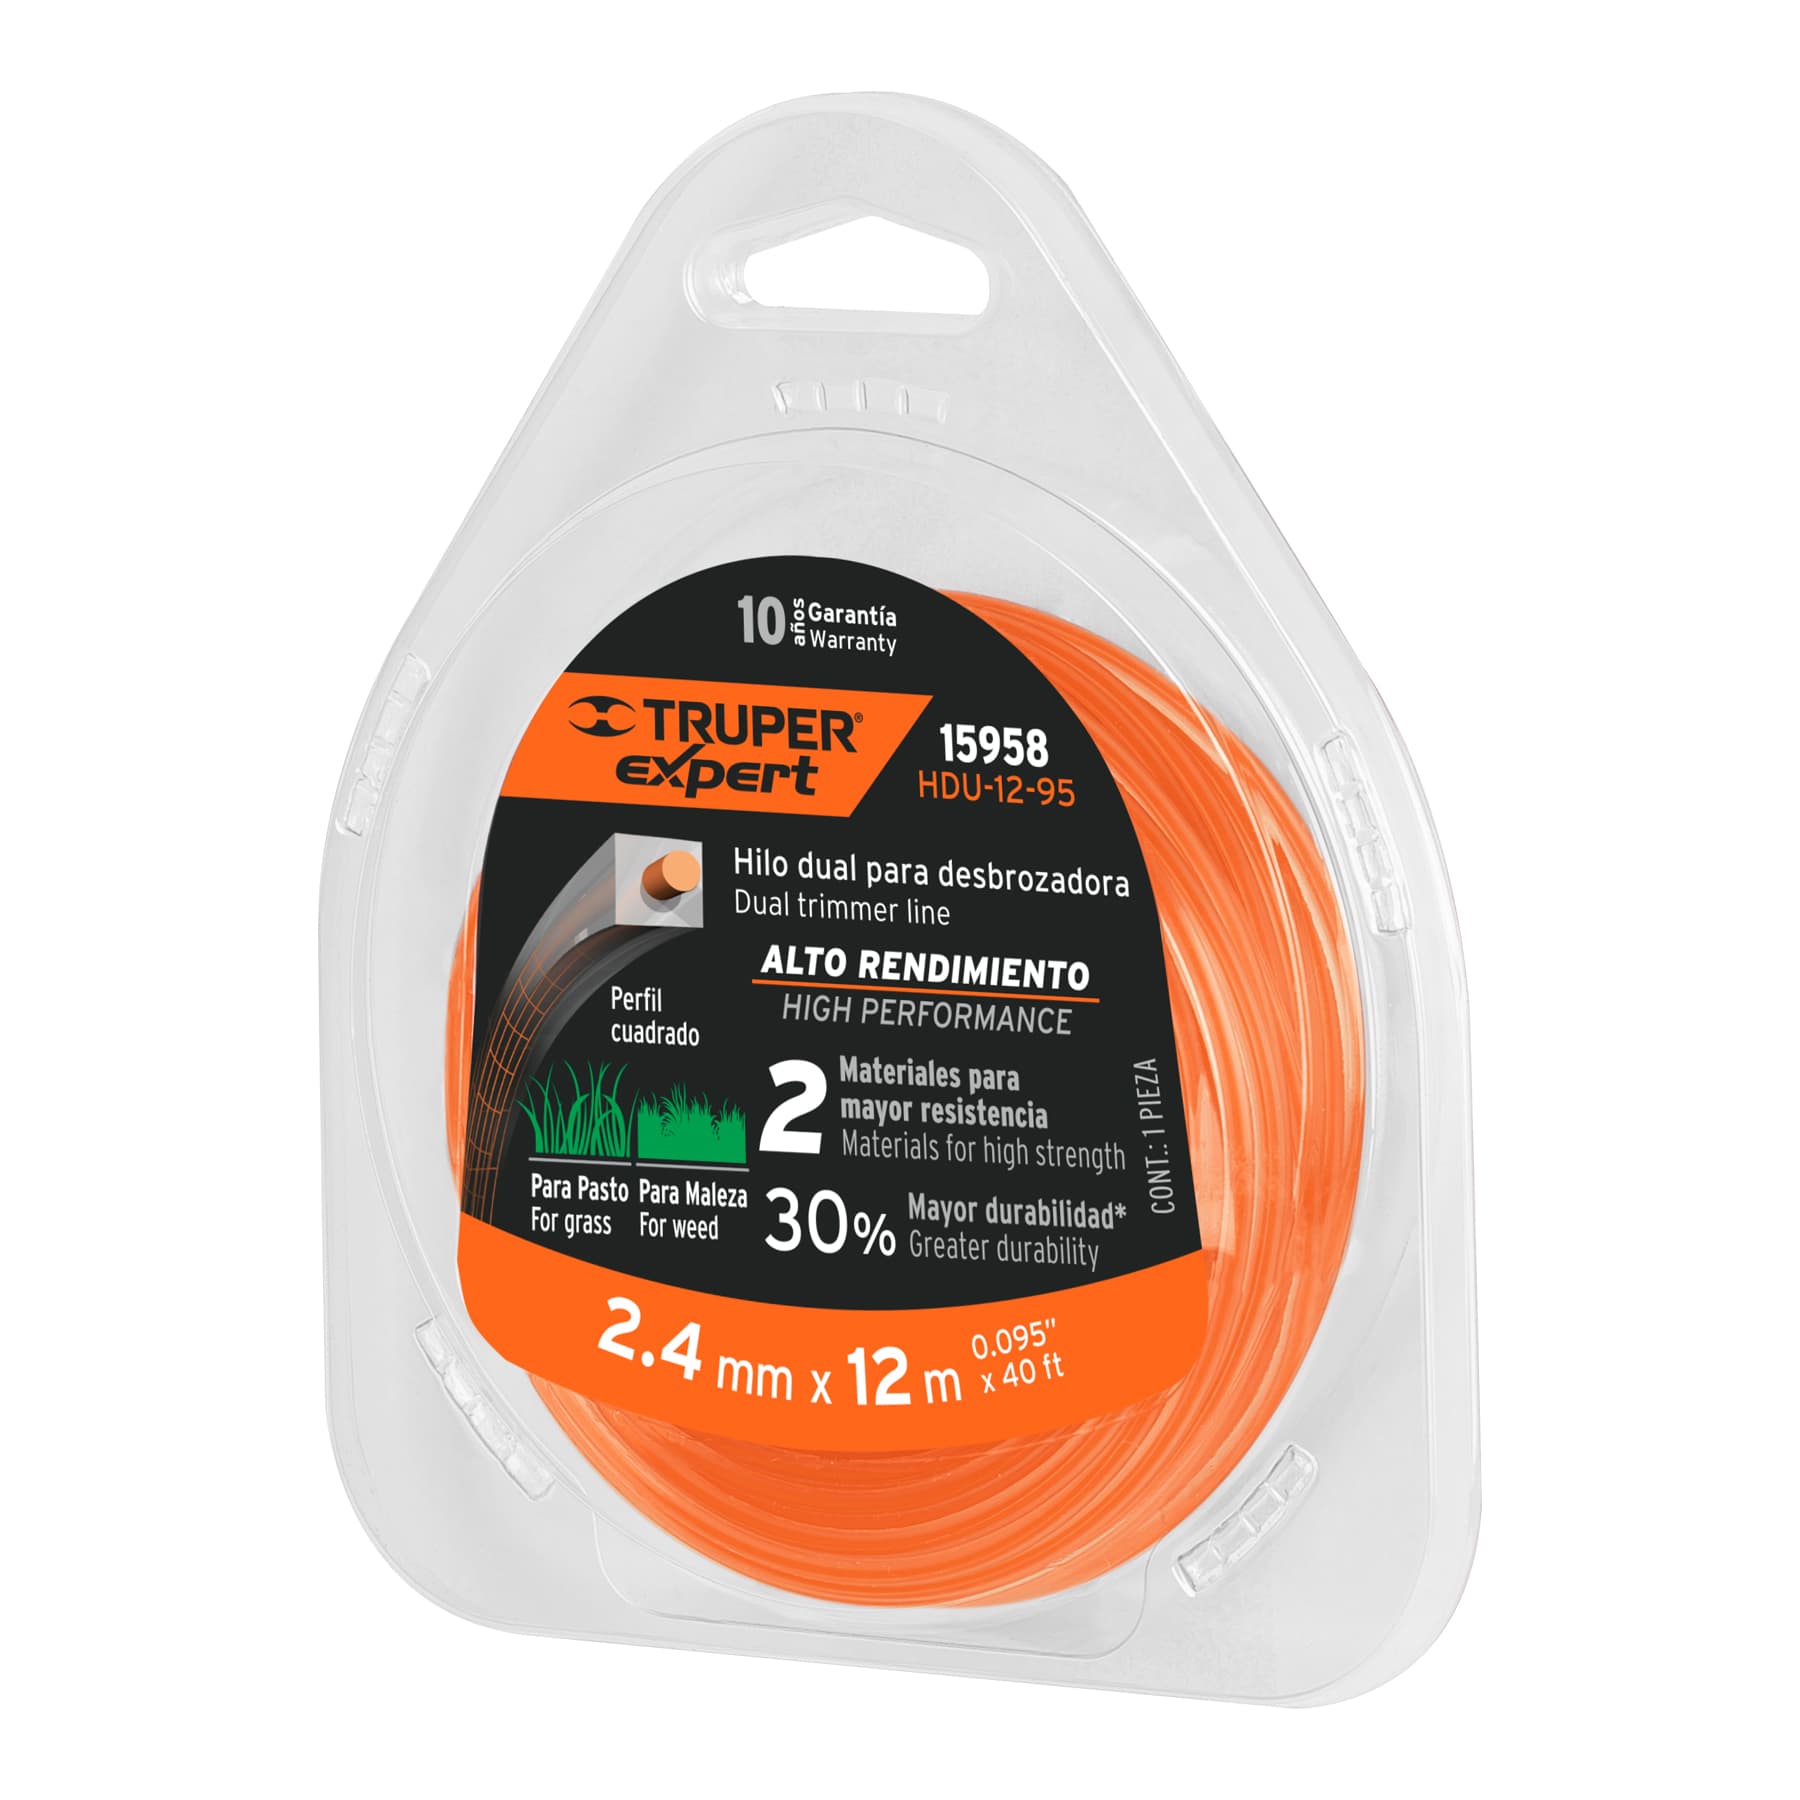 10 años Garantía
Warranty
TRUPER®
expert
15958
HDU-12-95
Hilo dual para desbrozadora
Dual trimmer line
ALTO RENDIMIENTO
HIGH PERFORMANCE
Perfil
cuadrado
2 Materiales para
mayor resistencia
Materials for high strength
Para Pasto
For grass
Para Maleza
For weed
30% Mayor durabilidad*
Greater durability
CONT.: 1 PIEZA
2.4 mm x 12 m
0.095"
x 40 ft